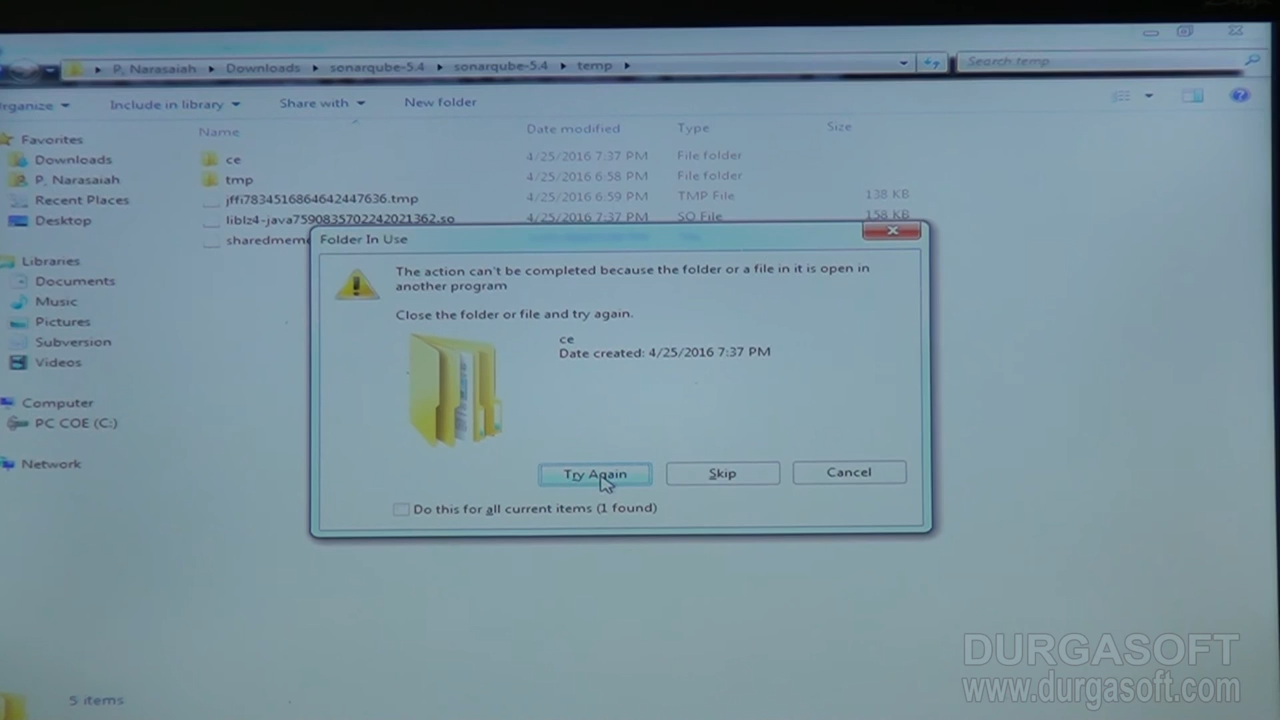 P, Narasaiah ▸ Downloads ▸ sonarqube-5.4 ▸ sonarqube-5.4 ▸ temp ▸
Search temp
rganize
Include in library
Share with
New folder
Name
Date modified
Type
Size
Favorites
Downloads
P, Narasaiah
Recent Places
Desktop
Libraries
Documents
Music
Pictures
Subversion
Videos
Computer
PC COE (C:)
Network
ce 4/25/2016 7:37 PM File folder
tmp 4/25/2016 6:58 PM File folder
jffi7834516864642447636.tmp 4/25/2016 6:59 PM TMP File 138 KB
liblz4-java7590835702242021362.so 4/25/2016 7:37 PM SO File 158 KB
sharedmem
Folder In Use
The action can't be completed because the folder or a file in it is open in
another program
Close the folder or file and try again.
ce
Date created: 4/25/2016 7:37 PM
Try Again
Skip
Cancel
Do this for all current items (1 found)
5 items
DURGASOFT
www.durgasoft.com